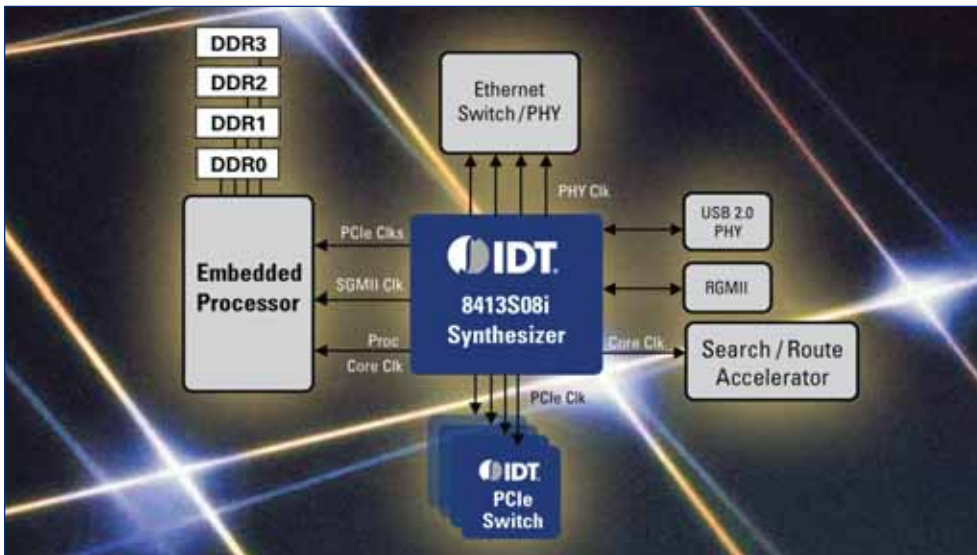 DDR3
DDR2
DDR1
DDR0
Ethernet
Switch/PHY
PHY Clk
Embedded
Processor
PCIe Clks
SGMII Clk
Proc
Core Clk
IDT.
8413S08i
Synthesizer
USB 2.0
PHY
RGMII
Core Clk
Search / Route
Accelerator
PCIe Clk
IDT.
PCIe
Switch